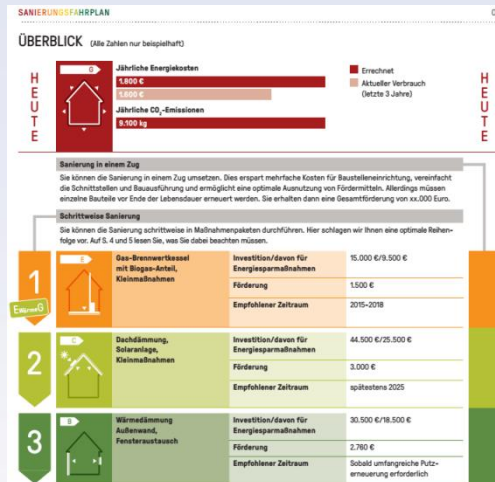 SANIERUNGSFAHRPLAN
ÜBERBLICK (Alle Zahlen nur beispielhaft)
HEUTE
G
Jährliche Energiekosten
1.800 €
1.600 €
Jährliche CO₂-Emissionen
9.100 kg
Errechnet
Aktueller Verbrauch
(letzte 3 Jahre)
HEUTE
Sanierung in einem Zug
Sie können die Sanierung in einem Zug umsetzen. Dies erspart mehrfache Kosten für Baustelleneinrichtung, vereinfacht
die Schnittstellen und Bauausführung und ermöglicht eine optimale Ausnutzung von Fördermitteln. Allerdings müssen
einzelne Bauteile vor Ende der Lebensdauer erneuert werden. Sie erhalten dann eine Gesamtförderung von xx.000 Euro.
Schrittweise Sanierung
Sie können die Sanierung schrittweise in Maßnahmenpaketen durchführen. Hier schlagen wir Ihnen eine optimale Reihen-
folge vor. Auf S. 4 und 5 lesen Sie, was Sie dabei beachten müssen.
1
EWärmeG
E
Gas-Brennwertkessel
mit Biogas-Anteil,
Kleinmaßnahmen
Investition/davon für
Energiesparmaßnahmen
15.000 €/9.500 €
Förderung
1.500 €
Empfohlener Zeitraum
2015-2018
2
C
Dachdämmung,
Solaranlage,
Kleinmaßnahmen
Investition/davon für
Energiesparmaßnahmen
44.500 €/25.500 €
Förderung
3.000 €
Empfohlener Zeitraum
spätestens 2025
3
B
Wärmedämmung
Außenwand,
Fensteraustausch
Investition/davon für
Energiesparmaßnahmen
30.500 €/18.500 €
Förderung
2.760 €
Empfohlener Zeitraum
Sobald umfangreiche Putz-
erneuerung erforderlich